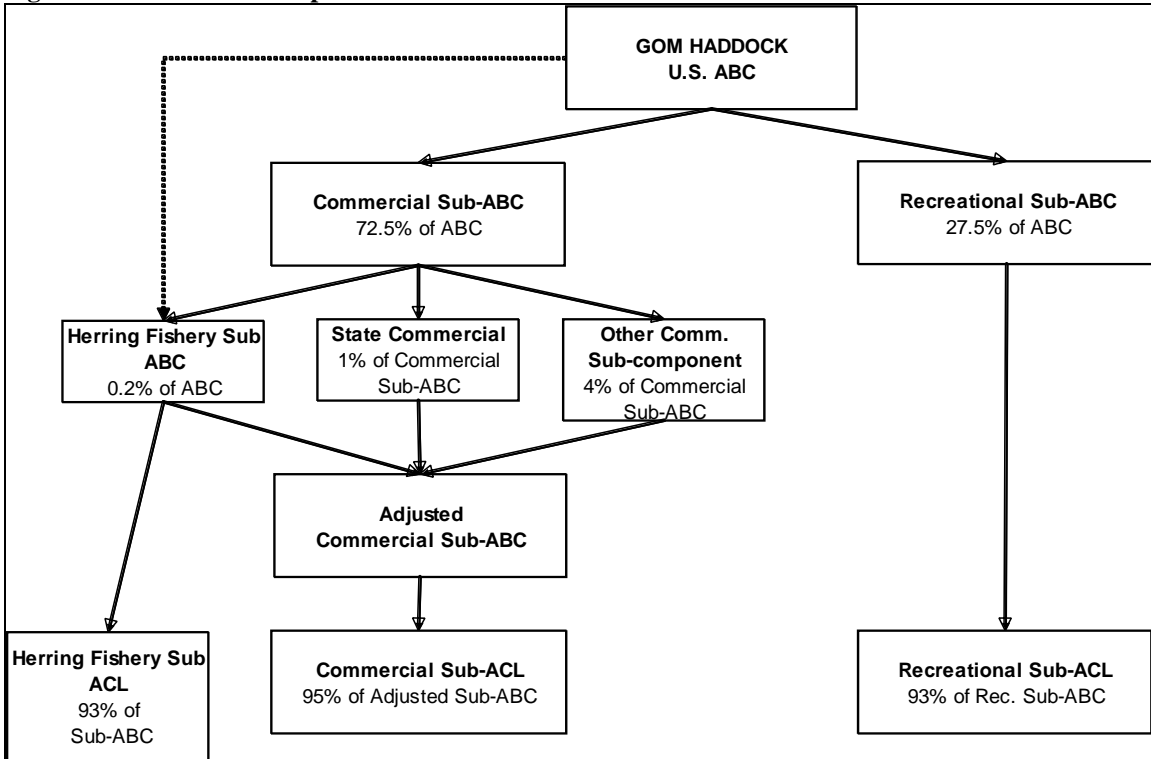 GOM HADDOCK
U.S. ABC
Commercial Sub-ABC
72.5% of ABC
Recreational Sub-ABC
27.5% of ABC
Herring Fishery Sub
ABC
0.2% of ABC
State Commercial
1% of Commercial
Sub-ABC
Other Comm.
Sub-component
4% of Commercial
Sub-ABC
Adjusted
Commercial Sub-ABC
Herring Fishery Sub
ACL
93% of
Sub-ABC
Commercial Sub-ACL
95% of Adjusted Sub-ABC
Recreational Sub-ACL
93% of Rec. Sub-ABC